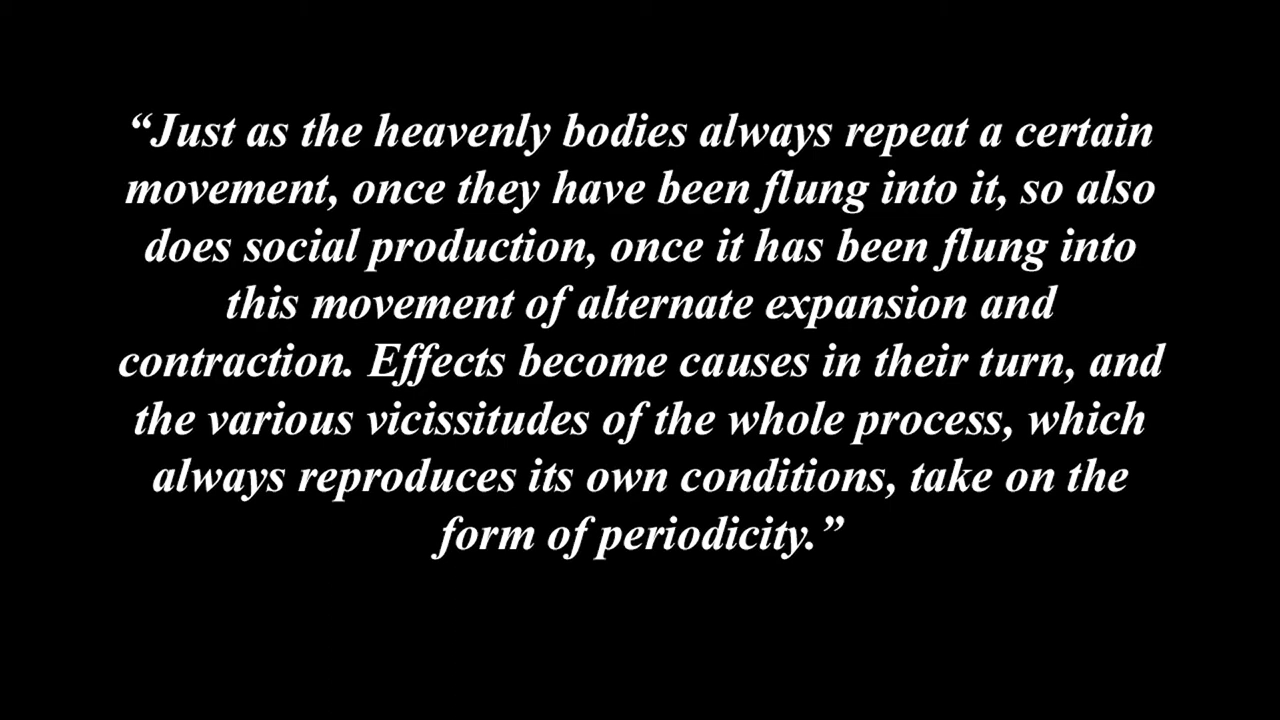 “Just as the heavenly bodies always repeat a certain
movement, once they have been flung into it, so also
does social production, once it has been flung into
this movement of alternate expansion and
contraction. Effects become causes in their turn, and
the various vicissitudes of the whole process, which
always reproduces its own conditions, take on the
form of periodicity.”